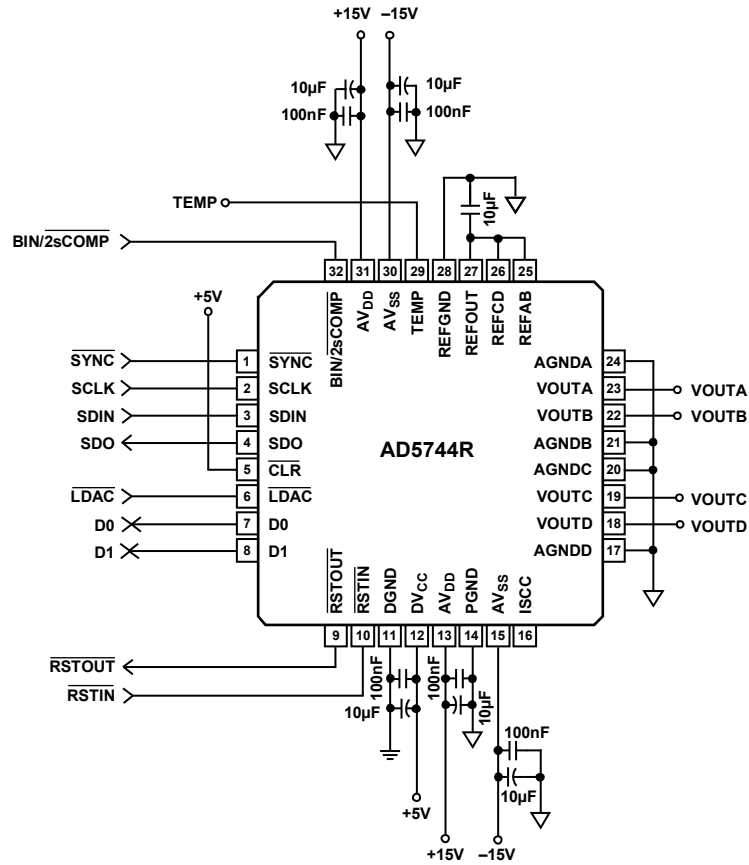 +15V –15V
10µF
10µF
100nF
100nF
TEMP
10µF
BIN/2sCOMP
32 31 30 29 28 27 26 25
+5V
BIN/2sCOMP
AVDD
AVSS
TEMP
REFGND
REFOUT
REFCD
REFAB
SYNC 1 SYNC
SCLK 2 SCLK
SDIN 3 SDIN
SDO 4 SDO
5 CLR
LDAC 6 LDAC
D0 7 D0
D1 8 D1
AD5744R
AGNDA 24
VOUTA 23 VOUTA
VOUTB 22 VOUTB
AGNDB 21
AGNDC 20
VOUTC 19 VOUTC
VOUTD 18 VOUTD
AGNDD 17
RSTOUT
RSTIN
DGND
DVCC
AVDD
PGND
AVSS
ISCC
9 10 11 12 13 14 15 16
RSTOUT
RSTIN
100nF
10µF
100nF
10µF
100nF
10µF
+5V
+15V –15V